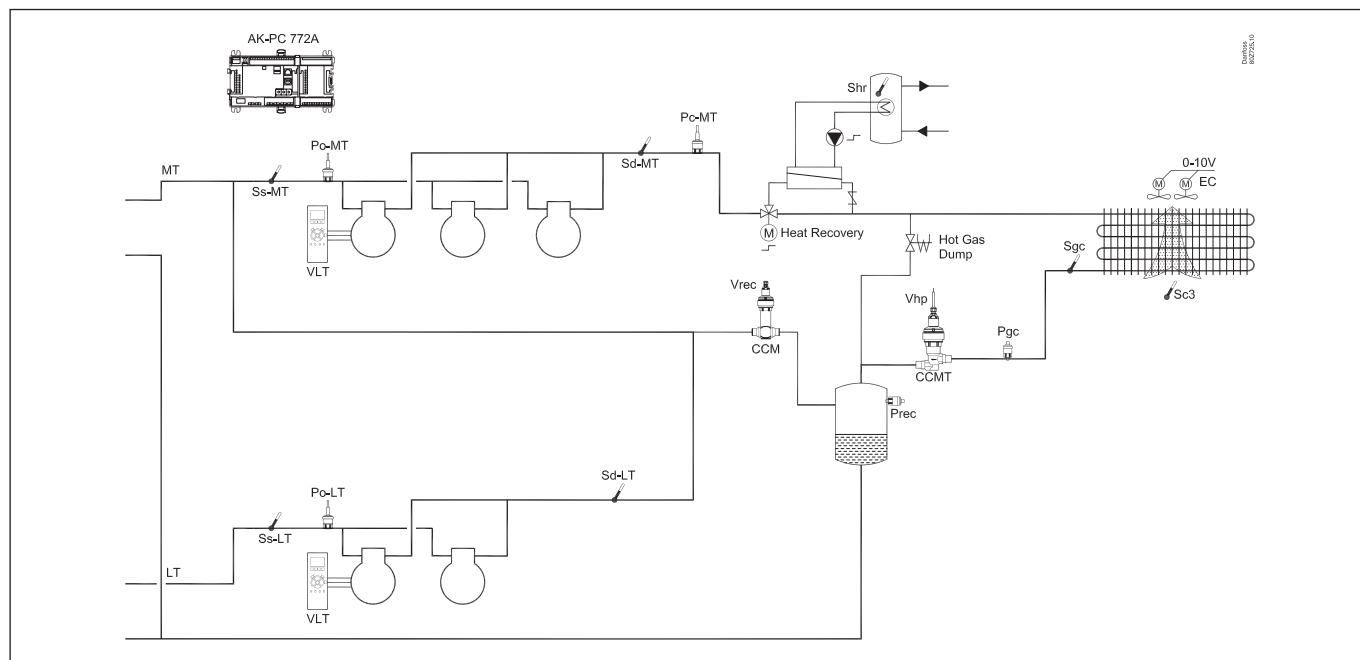 AK-PC 772A
Danfoss
80Z725.10
Shr
Pc-MT
Po-MT
Sd-MT
MT
Ss-MT
0-10V
M
M
EC
VLT
M
Heat Recovery
Hot Gas
Dump
Sgc
Vrec
Vhp
Sc3
Pgc
CCM
CCMT
Prec
Sd-LT
Po-LT
Ss-LT
LT
VLT